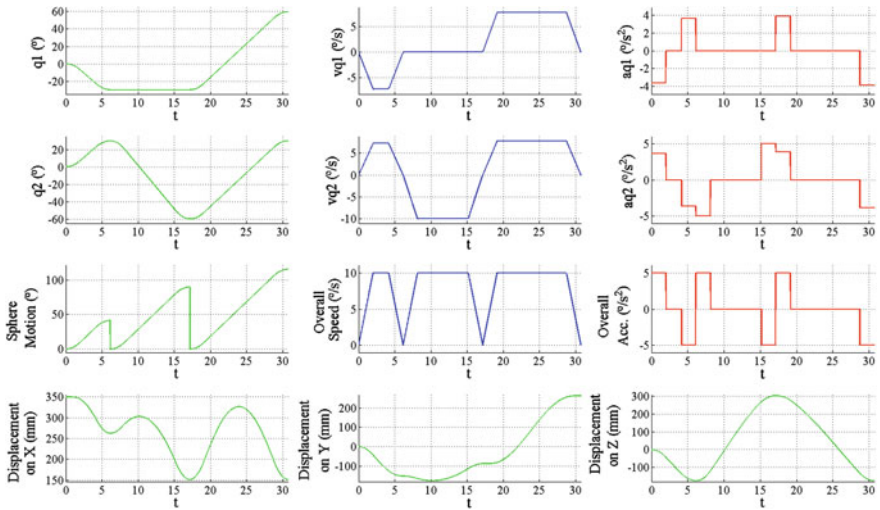 q1 (º)
60
40
20
0
-20
0 5 10 15 20 25 30
t
vq1 (º/s)
5
0
-5
0 5 10 15 20 25 30
t
aq1 (º/s²)
4
2
0
-2
-4
0 5 10 15 20 25 30
t
q2 (º)
20
0
-20
-40
-60
0 5 10 15 20 25 30
t
vq2 (º/s)
5
0
-5
-10
0 5 10 15 20 25 30
t
aq2 (º/s²)
5
0
-5
0 5 10 15 20 25 30
t
Sphere
Motion (º)
100
50
0
0 5 10 15 20 25 30
t
Overall
Speed (º/s)
10
5
0
0 5 10 15 20 25 30
t
Overall
Acc. (º/s²)
5
0
-5
0 5 10 15 20 25 30
t
Displacement
on X (mm)
350
300
250
200
150
0 5 10 15 20 25 30
t
Displacement
on Y (mm)
200
100
0
-100
0 5 10 15 20 25 30
t
Displacement
on Z (mm)
300
200
100
0
-100
0 5 10 15 20 25 30
t